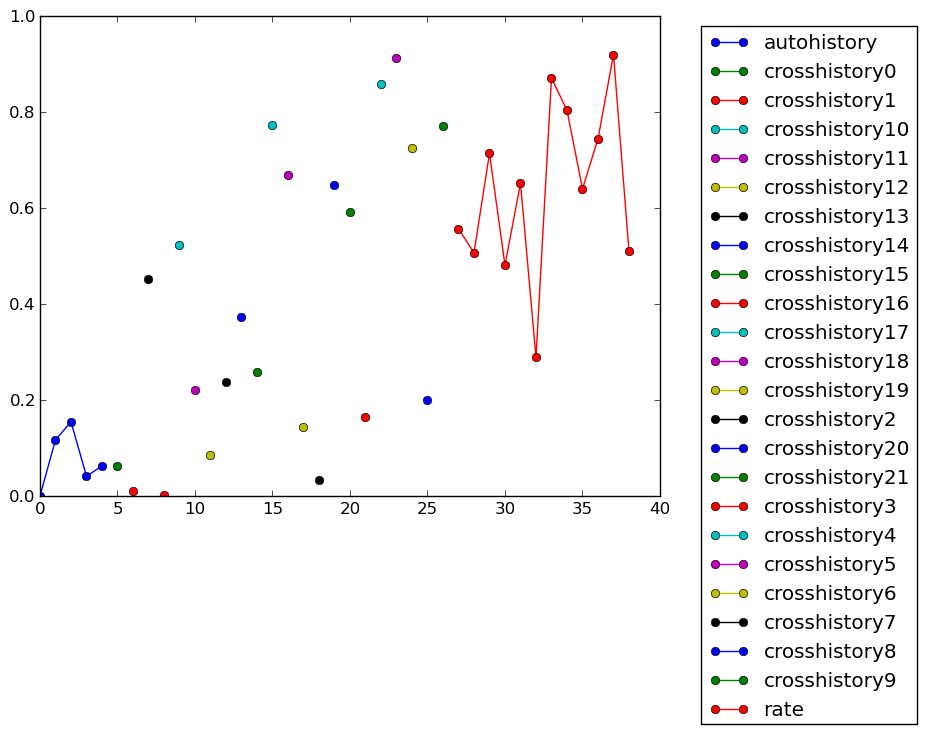 1.0
0.8
0.6
0.4
0.2
0.0
0 5 10 15 20 25 30 35 40
autohistory
crosshistory0
crosshistory1
crosshistory10
crosshistory11
crosshistory12
crosshistory13
crosshistory14
crosshistory15
crosshistory16
crosshistory17
crosshistory18
crosshistory19
crosshistory2
crosshistory20
crosshistory21
crosshistory3
crosshistory4
crosshistory5
crosshistory6
crosshistory7
crosshistory8
crosshistory9
rate